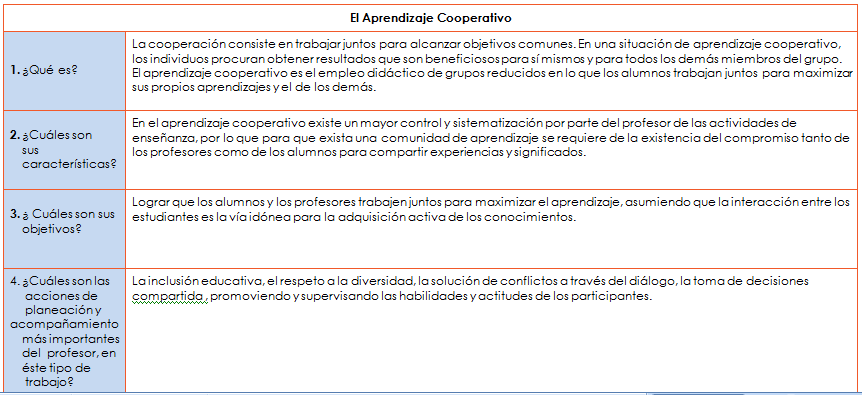 El Aprendizaje Cooperativo
1. ¿Qué es?
La cooperación consiste en trabajar juntos para alcanzar objetivos comunes. En una situación de aprendizaje cooperativo,
los individuos procuran obtener resultados que son beneficiosos para sí mismos y para todos los demás miembros del grupo.
El aprendizaje cooperativo es el empleo didáctico de grupos reducidos en lo que los alumnos trabajan juntos para maximizar
sus propios aprendizajes y el de los demás.
2. ¿Cuáles son
sus
características?
En el aprendizaje cooperativo existe un mayor control y sistematización por parte del profesor de las actividades de
enseñanza, por lo que para que exista una comunidad de aprendizaje se requiere de la existencia del compromiso tanto de
los profesores como de los alumnos para compartir experiencias y significados.
3. ¿ Cuáles son sus
objetivos?
Lograr que los alumnos y los profesores trabajen juntos para maximizar el aprendizaje, asumiendo que la interacción entre los
estudiantes es la vía idónea para la adquisición activa de los conocimientos.
4. ¿Cuáles son las
acciones de
planeación y
acompañamiento
más importantes
del profesor, en
éste tipo de
trabajo?
La inclusión educativa, el respeto a la diversidad, la solución de conflictos a través del diálogo, la toma de decisiones
compartida , promoviendo y supervisando las habilidades y actitudes de los participantes.